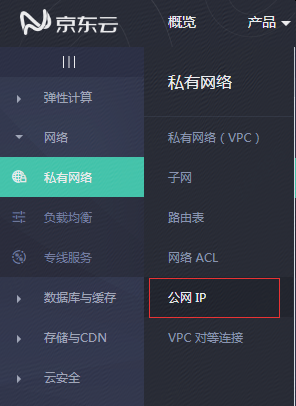 京东云
概览
产品
弹性计算
网络
私有网络
负载均衡
专线服务
数据库与缓存
存储与CDN
云安全
私有网络
私有网络（VPC）
子网
路由表
网络 ACL
公网 IP
VPC 对等连接